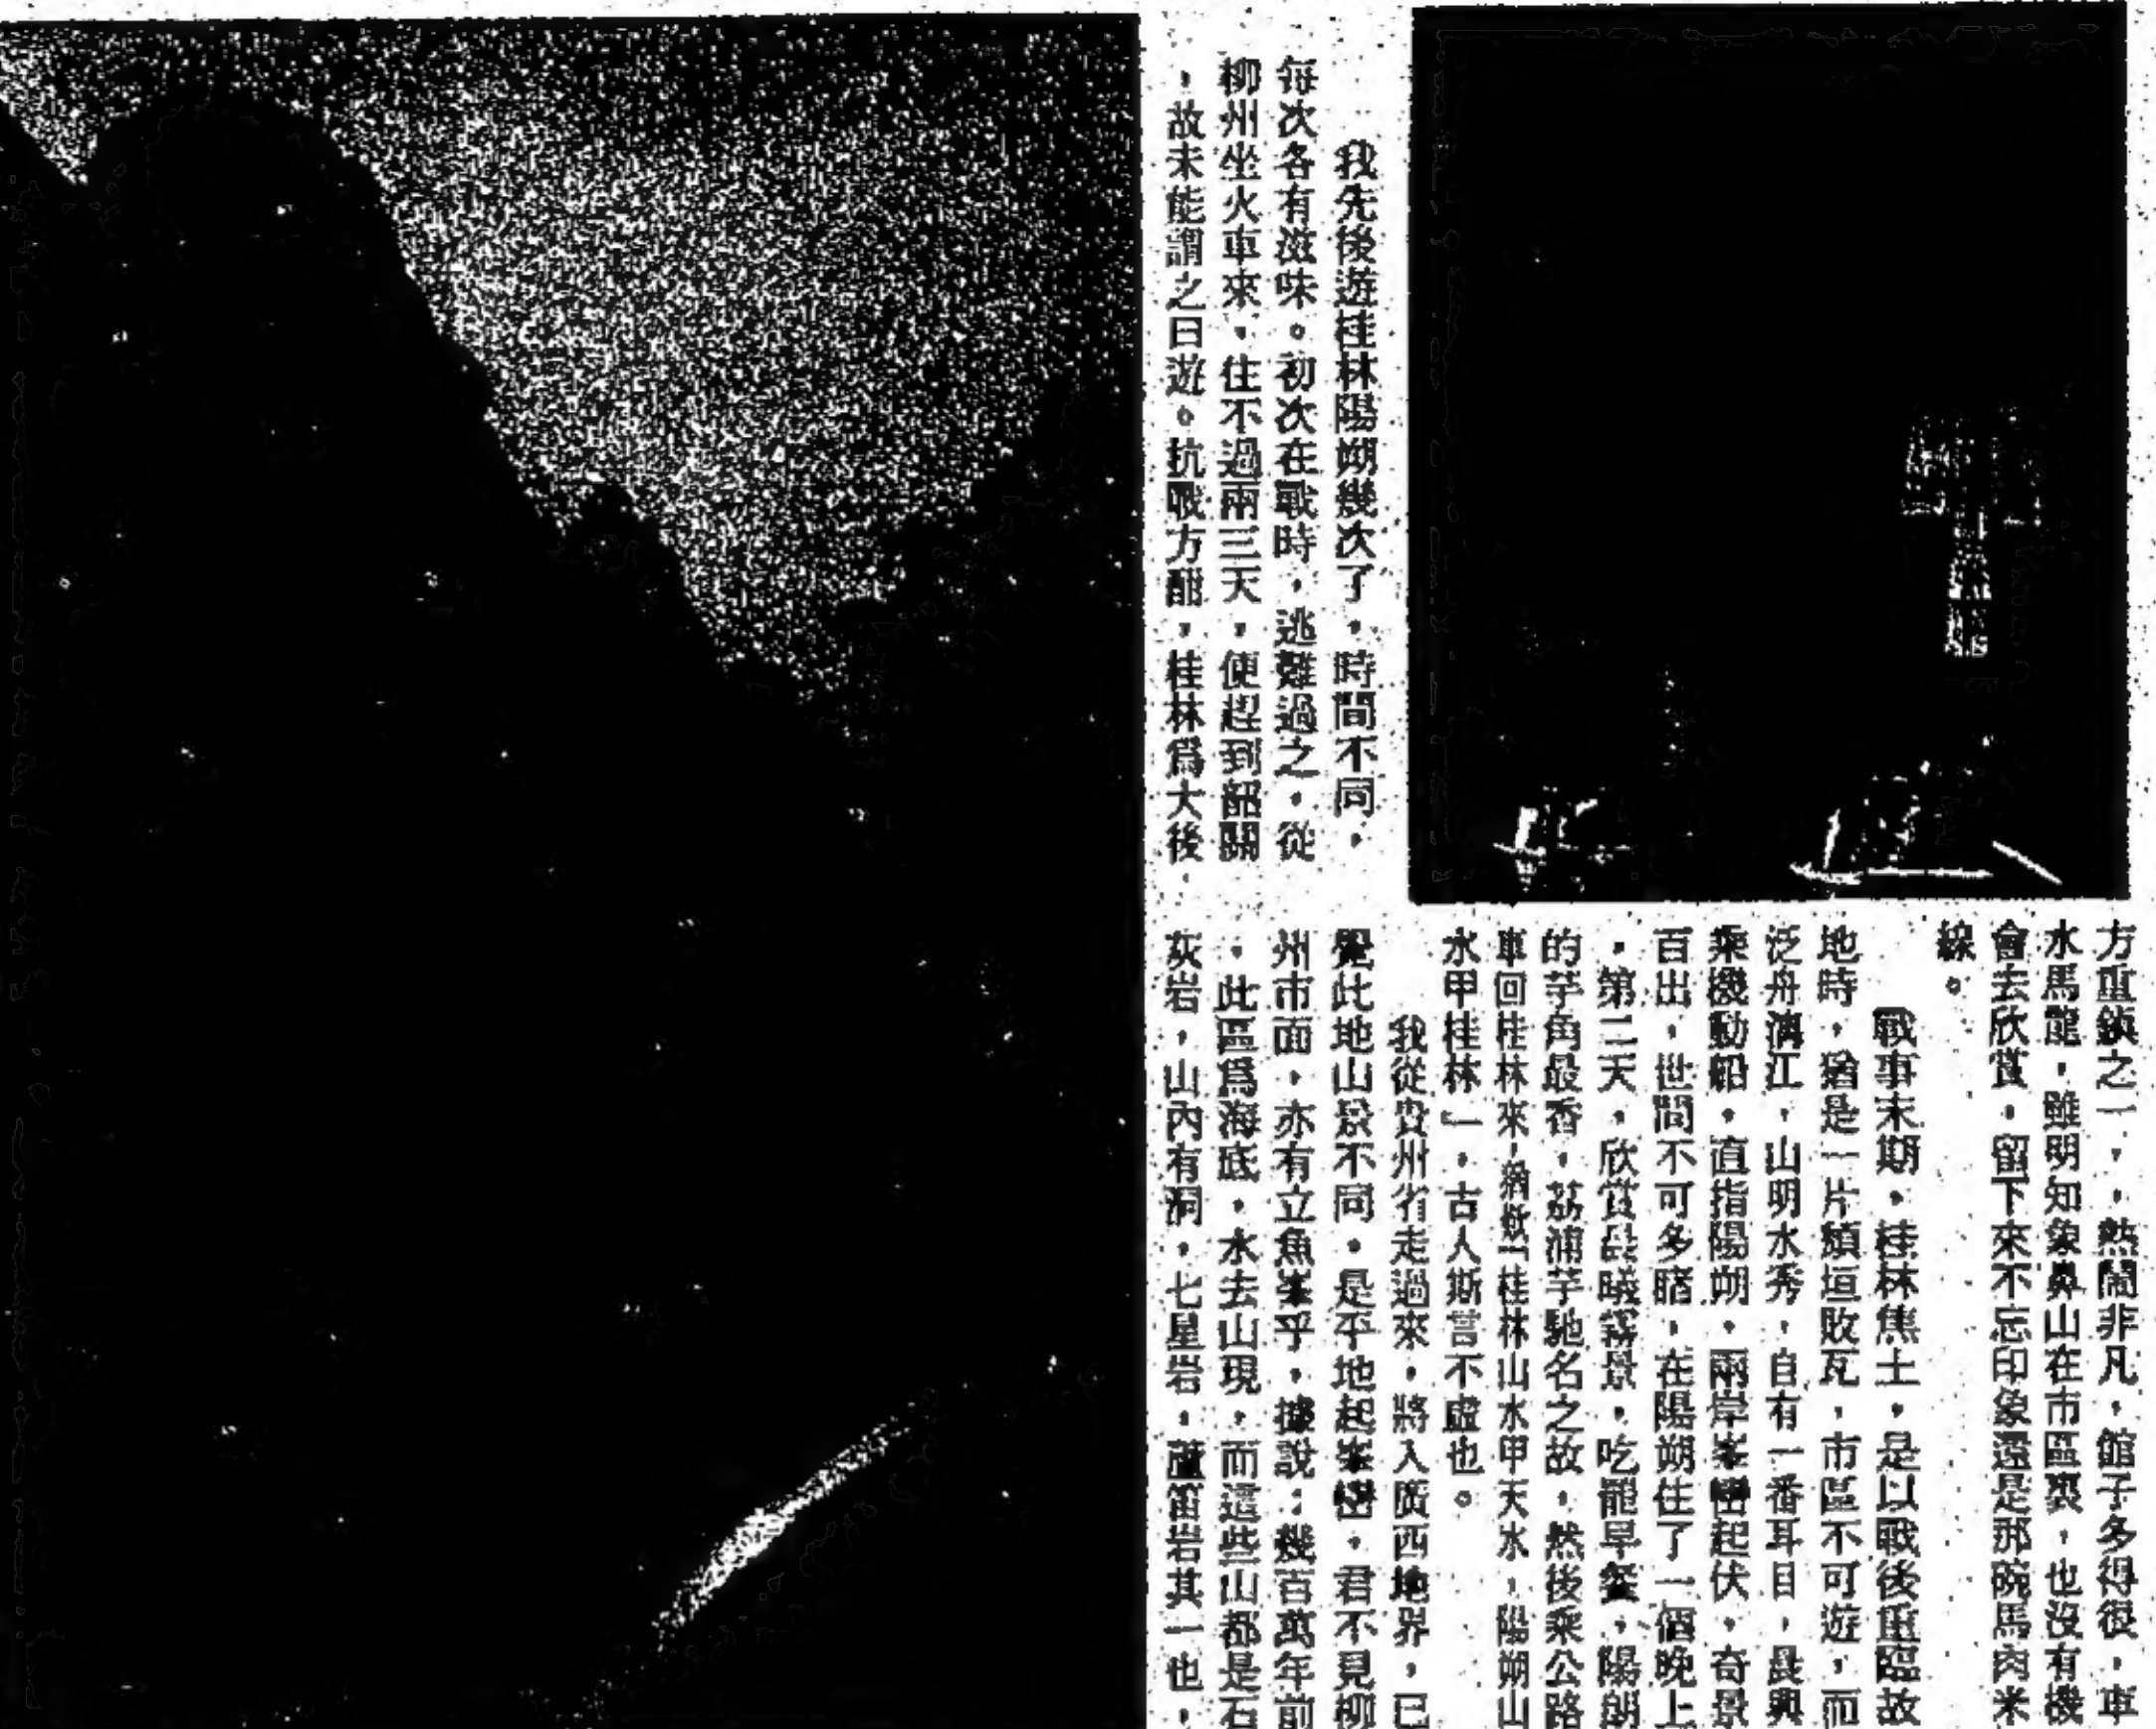 我先後遊桂林陽朔幾次了，時間不同，
每次各有滋味。初次在戰時，逃難過之，從
柳州坐火車來，住不過兩三天，便趕到韶關
，故未能謂之日遊。抗戰方酣，桂林爲大後
方重鎮之一，熱鬧非凡，館子多得很，車
水馬龍，雖明知象鼻山在市區裏，也沒有機
會去欣賞，留下來不忘印象還是那碗馬肉米
線。
戰事末期，桂林焦土，是以戰後重臨故
地時，猶是一片頹垣敗瓦，市區不可遊，而
泛舟漓江，山明水秀，自有一番耳目，晨興
乘機動船，直指陽朔，兩岸峯巒起伏，奇景
百出，世間不可多睹，在陽朔住了一個晚上
，第二天，欣賞晨曦霧景，吃罷早餐，陽朔
的芋角最香，荔浦芋馳名之故，然後乘公路
車回桂林來，「桂林山水甲天水，陽朔山
水甲桂林」，古人斯言不虛也。
我從貴州省走過來，將入廣西地界，已
覺此地山景不同，是平地起峯巒，君不見柳
州市面，亦有立魚峯乎，據說：幾百萬年前
，此區爲海底，水去山現，而這些山都是石
灰岩，山內有洞，七星岩，蘆笛岩其一也，